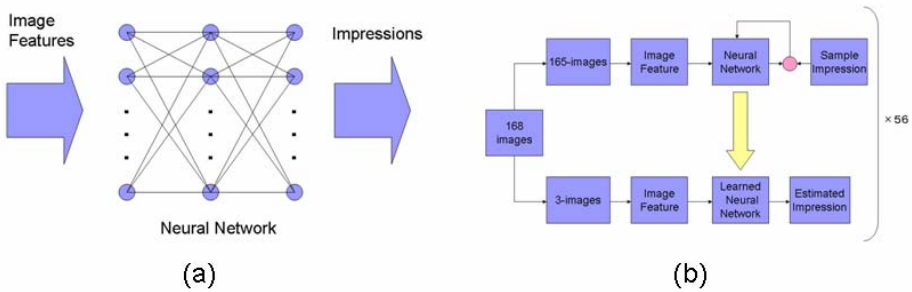 Image
Features
Impressions
Neural Network
(a)
165-images
Image
Feature
Neural
Network
Sample
Impression
168
images
× 56
3-images
Image
Feature
Learned
Neural
Network
Estimated
Impression
(b)